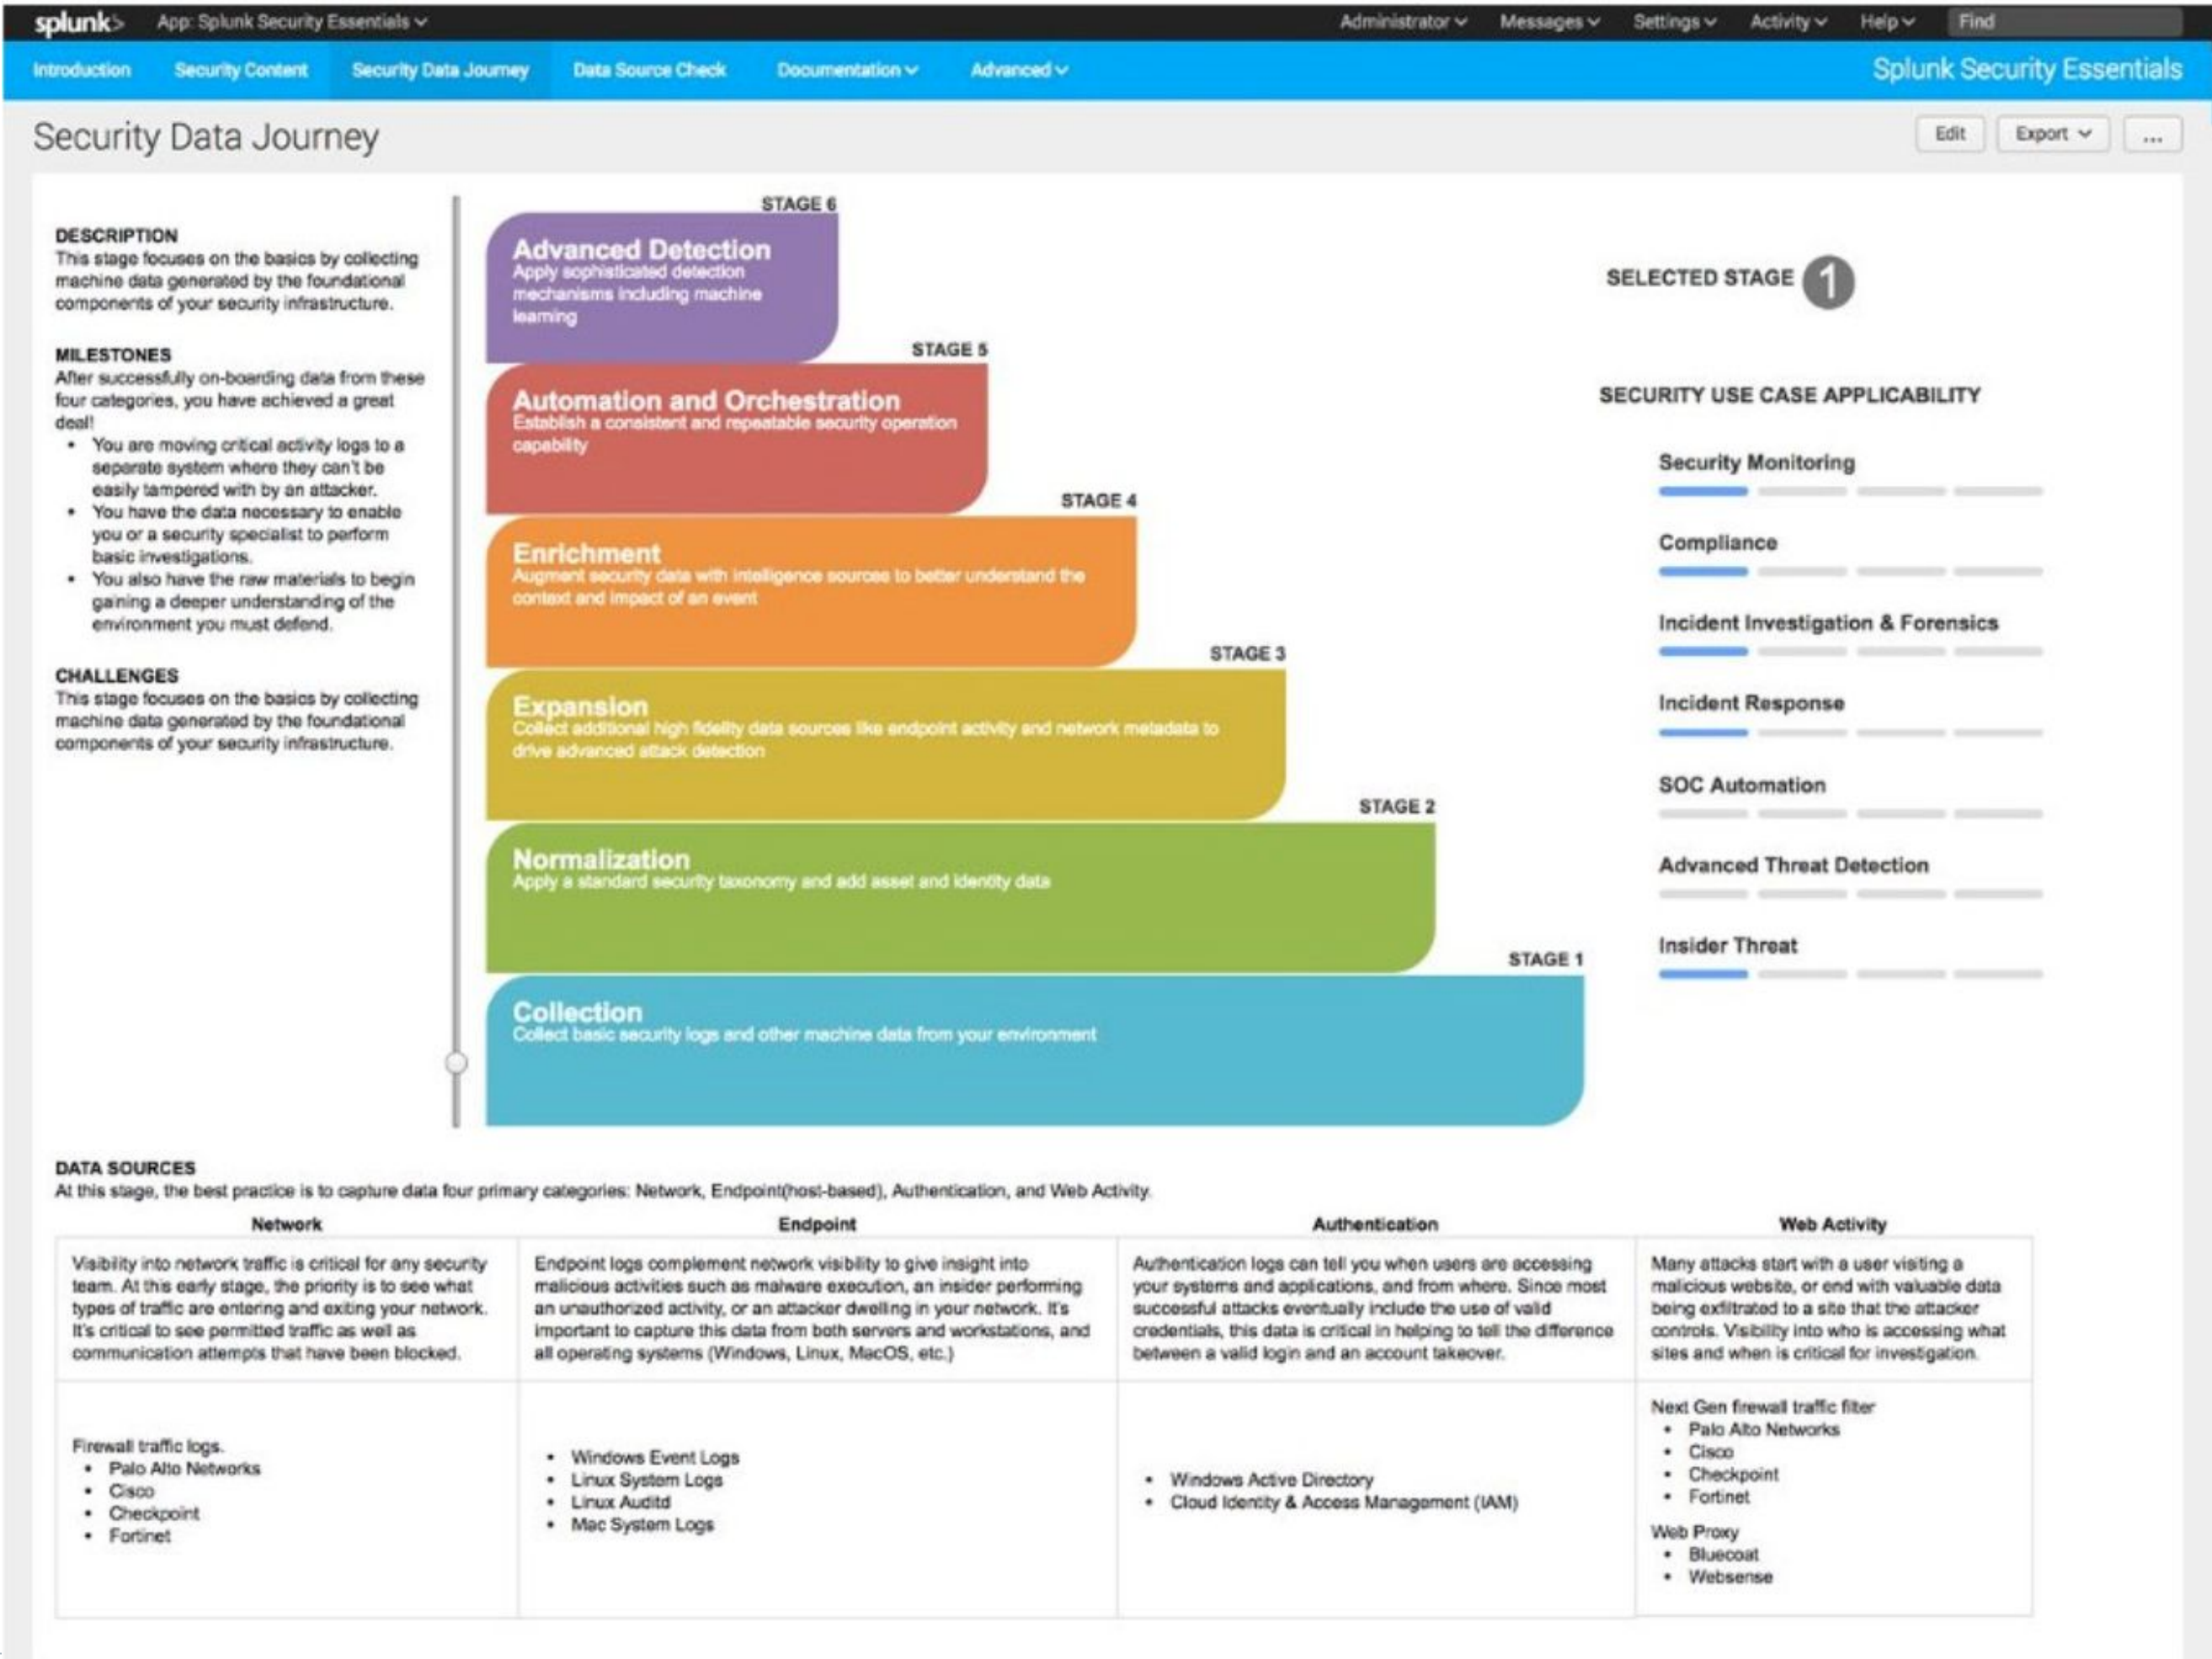 splunk> App: Splunk Security Essentials Administrator Messages Settings Activity Help Find
Introduction Security Content Security Data Journey Data Source Check Documentation Advanced Splunk Security Essentials
Security Data Journey
Edit Export ...
DESCRIPTION
This stage focuses on the basics by collecting
machine data generated by the foundational
components of your security infrastructure.
MILESTONES
After successfully on-boarding data from these
four categories, you have achieved a great
deal!
• You are moving critical activity logs to a
separate system where they can't be
easily tampered with by an attacker.
• You have the data necessary to enable
you or a security specialist to perform
basic investigations.
• You also have the raw materials to begin
gaining a deeper understanding of the
environment you must defend.
CHALLENGES
This stage focuses on the basics by collecting
machine data generated by the foundational
components of your security infrastructure.
STAGE 6
Advanced Detection
Apply sophisticated detection
mechanisms including machine
learning
STAGE 5
Automation and Orchestration
Establish a consistent and repeatable security operation
capability
STAGE 4
Enrichment
Augment security data with intelligence sources to better understand the
context and impact of an event
STAGE 3
Expansion
Collect additional high fidelity data sources like endpoint activity and network metadata to
drive advanced attack detection
STAGE 2
Normalization
Apply a standard security taxonomy and add asset and identity data
STAGE 1
Collection
Collect basic security logs and other machine data from your environment
SELECTED STAGE 1
SECURITY USE CASE APPLICABILITY
Security Monitoring
Compliance
Incident Investigation & Forensics
Incident Response
SOC Automation
Advanced Threat Detection
Insider Threat
DATA SOURCES
At this stage, the best practice is to capture data four primary categories: Network, Endpoint(host-based), Authentication, and Web Activity.
Network
Visibility into network traffic is critical for any security
team. At this early stage, the priority is to see what
types of traffic are entering and exiting your network.
It's critical to see permitted traffic as well as
communication attempts that have been blocked.
Firewall traffic logs.
• Palo Alto Networks
• Cisco
• Checkpoint
• Fortinet
Endpoint
Endpoint logs complement network visibility to give insight into
malicious activities such as malware execution, an insider performing
an unauthorized activity, or an attacker dwelling in your network. It's
important to capture this data from both servers and workstations, and
all operating systems (Windows, Linux, MacOS, etc.)
• Windows Event Logs
• Linux System Logs
• Linux Auditd
• Mac System Logs
Authentication
Authentication logs can tell you when users are accessing
your systems and applications, and from where. Since most
successful attacks eventually include the use of valid
credentials, this data is critical in helping to tell the difference
between a valid login and an account takeover.
• Windows Active Directory
• Cloud Identity & Access Management (IAM)
Web Activity
Many attacks start with a user visiting a
malicious website, or end with valuable data
being exfiltrated to a site that the attacker
controls. Visibility into who is accessing what
sites and when is critical for investigation.
Next Gen firewall traffic filter
• Palo Alto Networks
• Cisco
• Checkpoint
• Fortinet
Web Proxy
• Bluecoat
• Websense